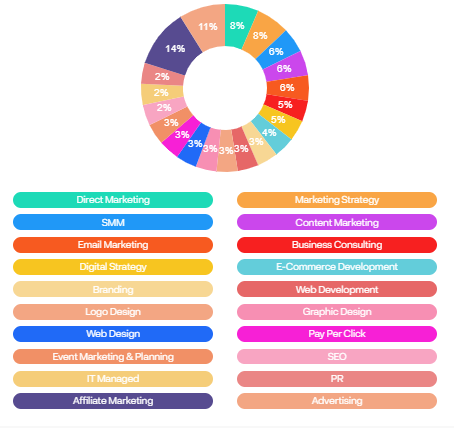 11%
8%
8%
14%
6%
6%
2%
6%
2%
5%
2%
5%
3%
4%
3%
3%
3%
3%
3%
3%
Direct Marketing
Marketing Strategy
SMM
Content Marketing
Email Marketing
Business Consulting
Digital Strategy
E-Commerce Development
Branding
Web Development
Logo Design
Graphic Design
Web Design
Pay Per Click
Event Marketing & Planning
SEO
IT Managed
PR
Affiliate Marketing
Advertising